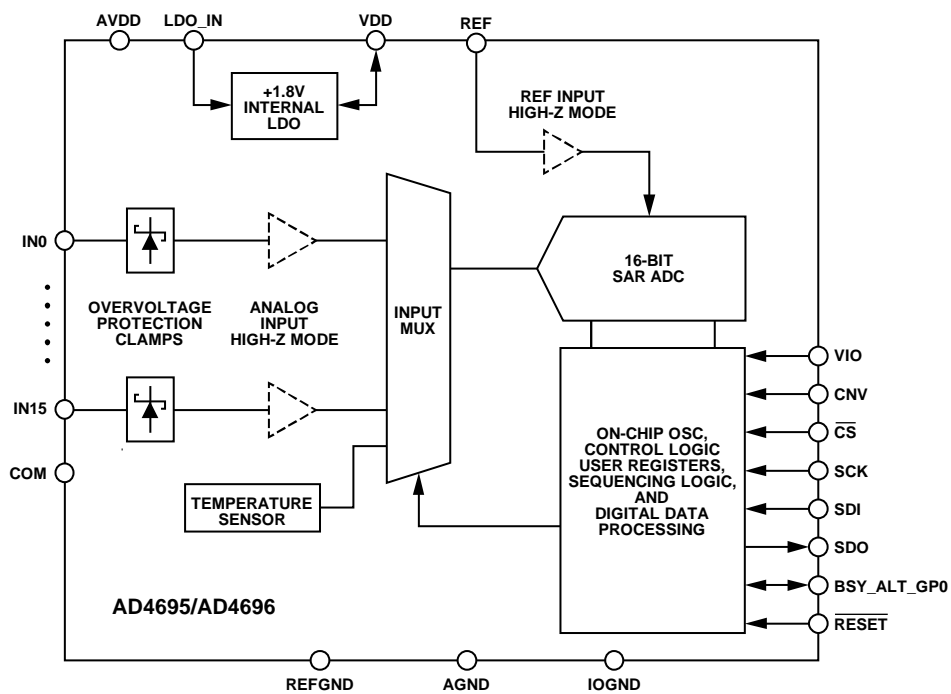 AVDD
LDO_IN
VDD
REF
+1.8V
INTERNAL
LDO
REF INPUT
HIGH-Z MODE
IN0
OVERVOLTAGE
PROTECTION
CLAMPS
ANALOG
INPUT
HIGH-Z MODE
INPUT
MUX
16-BIT
SAR ADC
IN15
COM
TEMPERATURE
SENSOR
ON-CHIP OSC,
CONTROL LOGIC
USER REGISTERS,
SEQUENCING LOGIC,
AND
DIGITAL DATA
PROCESSING
VIO
CNV
CS
SCK
SDI
SDO
BSY_ALT_GP0
RESET
AD4695/AD4696
REFGND
AGND
IOGND